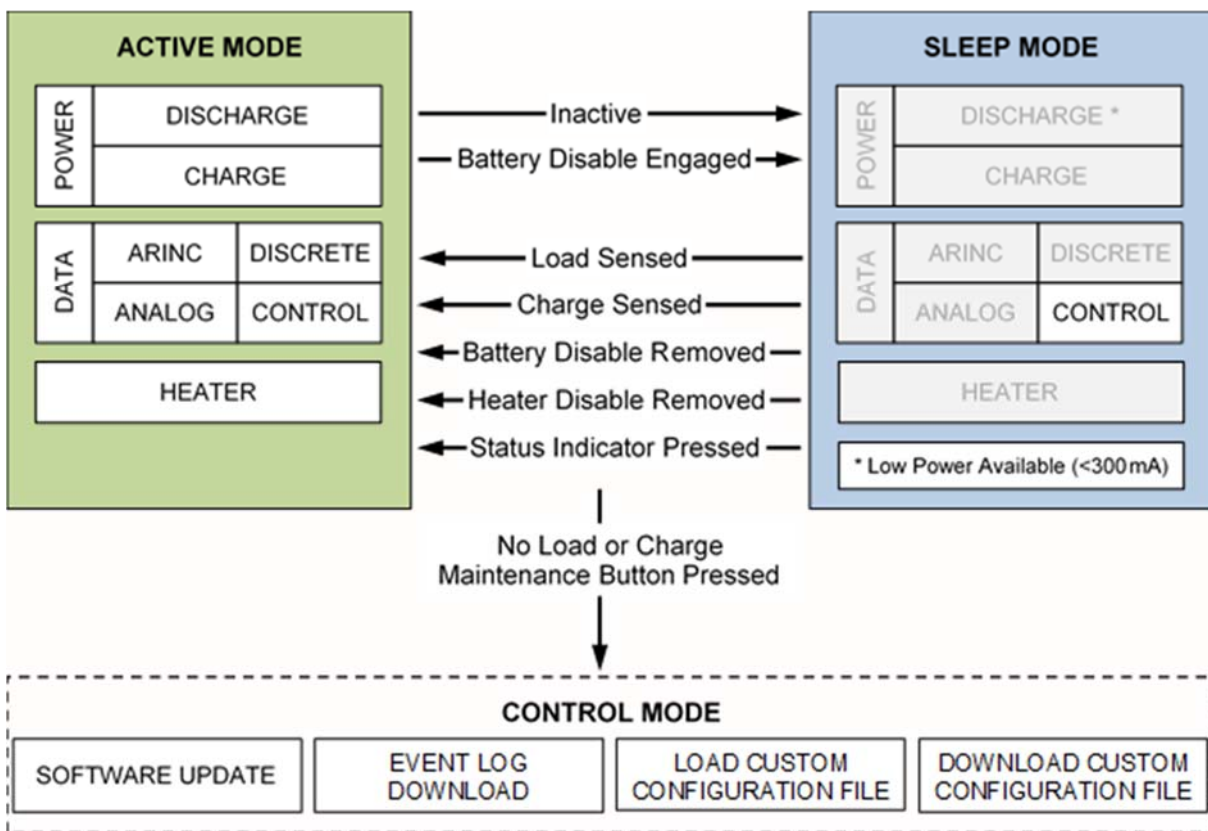 ACTIVE MODE
POWER
DISCHARGE
CHARGE
DATA
ARINC
DISCRETE
ANALOG
CONTROL
HEATER
Inactive
Battery Disable Engaged
Load Sensed
Charge Sensed
Battery Disable Removed
Heater Disable Removed
Status Indicator Pressed
SLEEP MODE
POWER
DISCHARGE *
CHARGE
DATA
ARINC
DISCRETE
ANALOG
CONTROL
HEATER
* Low Power Available (<300mA)
No Load or Charge
Maintenance Button Pressed
CONTROL MODE
SOFTWARE UPDATE
EVENT LOG
DOWNLOAD
LOAD CUSTOM
CONFIGURATION FILE
DOWNLOAD CUSTOM
CONFIGURATION FILE